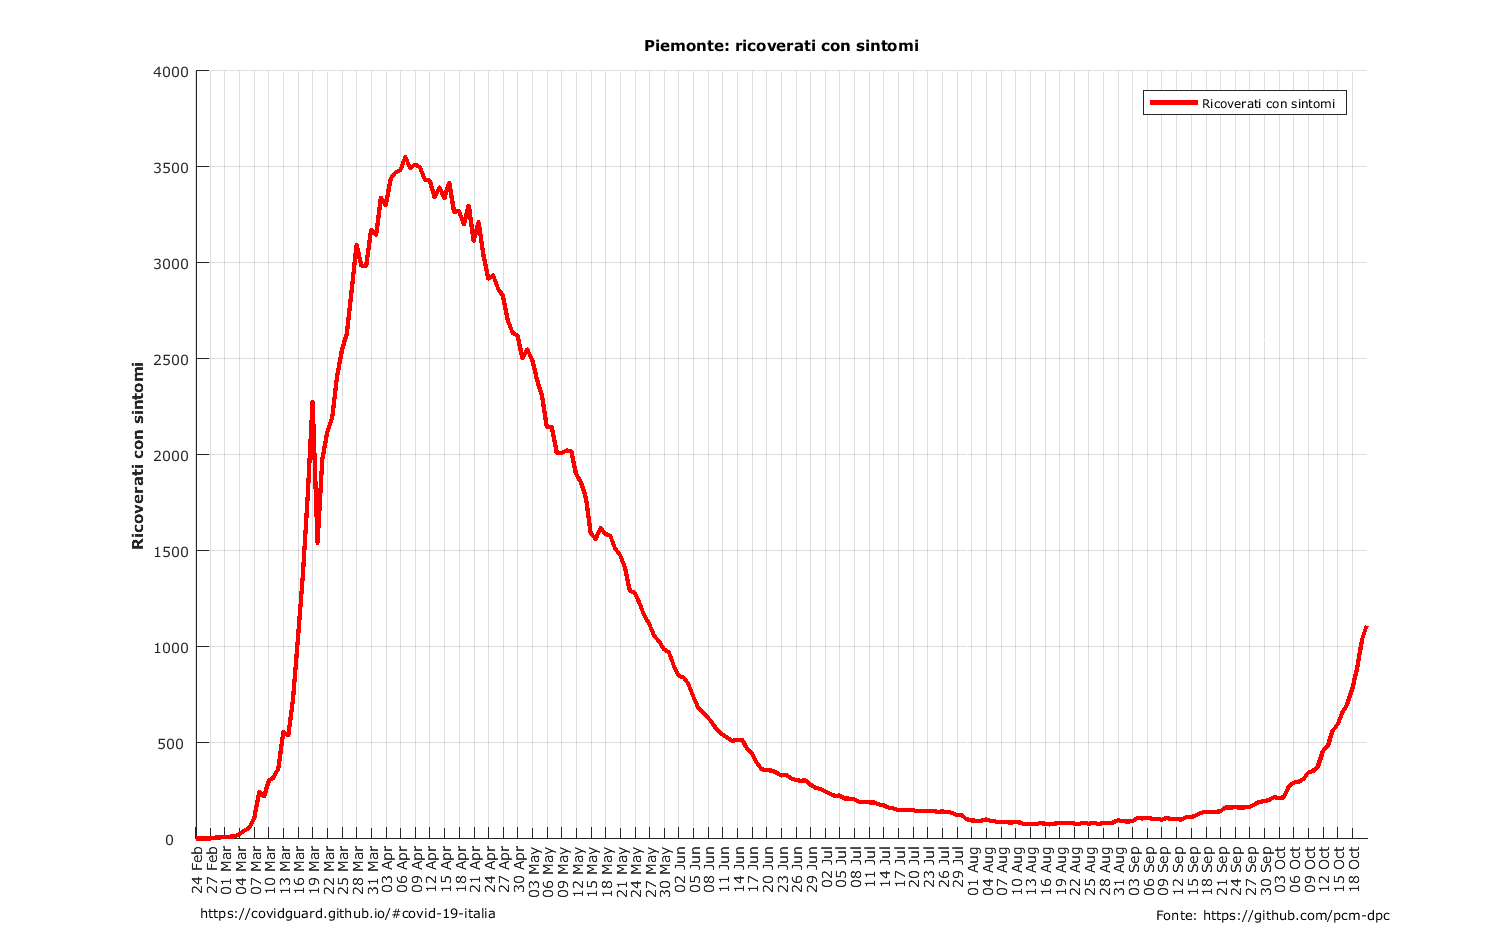 Piemonte: ricoverati con sintomi
4000
3500
3000
2500
2000
1500
1000
500
0
Ricoverati con sintomi
Ricoverati con sintomi
24 Feb
27 Feb
01 Mar
04 Mar
07 Mar
10 Mar
13 Mar
16 Mar
19 Mar
22 Mar
25 Mar
28 Mar
31 Mar
03 Apr
06 Apr
09 Apr
12 Apr
15 Apr
18 Apr
21 Apr
24 Apr
27 Apr
30 Apr
03 May
06 May
09 May
12 May
15 May
18 May
21 May
24 May
27 May
30 May
02 Jun
05 Jun
08 Jun
11 Jun
14 Jun
17 Jun
20 Jun
23 Jun
26 Jun
29 Jun
02 Jul
05 Jul
08 Jul
11 Jul
14 Jul
17 Jul
20 Jul
23 Jul
26 Jul
29 Jul
01 Aug
04 Aug
07 Aug
10 Aug
13 Aug
16 Aug
19 Aug
22 Aug
25 Aug
28 Aug
31 Aug
03 Sep
06 Sep
09 Sep
12 Sep
15 Sep
18 Sep
21 Sep
24 Sep
27 Sep
30 Sep
03 Oct
06 Oct
09 Oct
12 Oct
15 Oct
18 Oct
https://covidguard.github.io/#covid-19-italia
Fonte: https://github.com/pcm-dpc